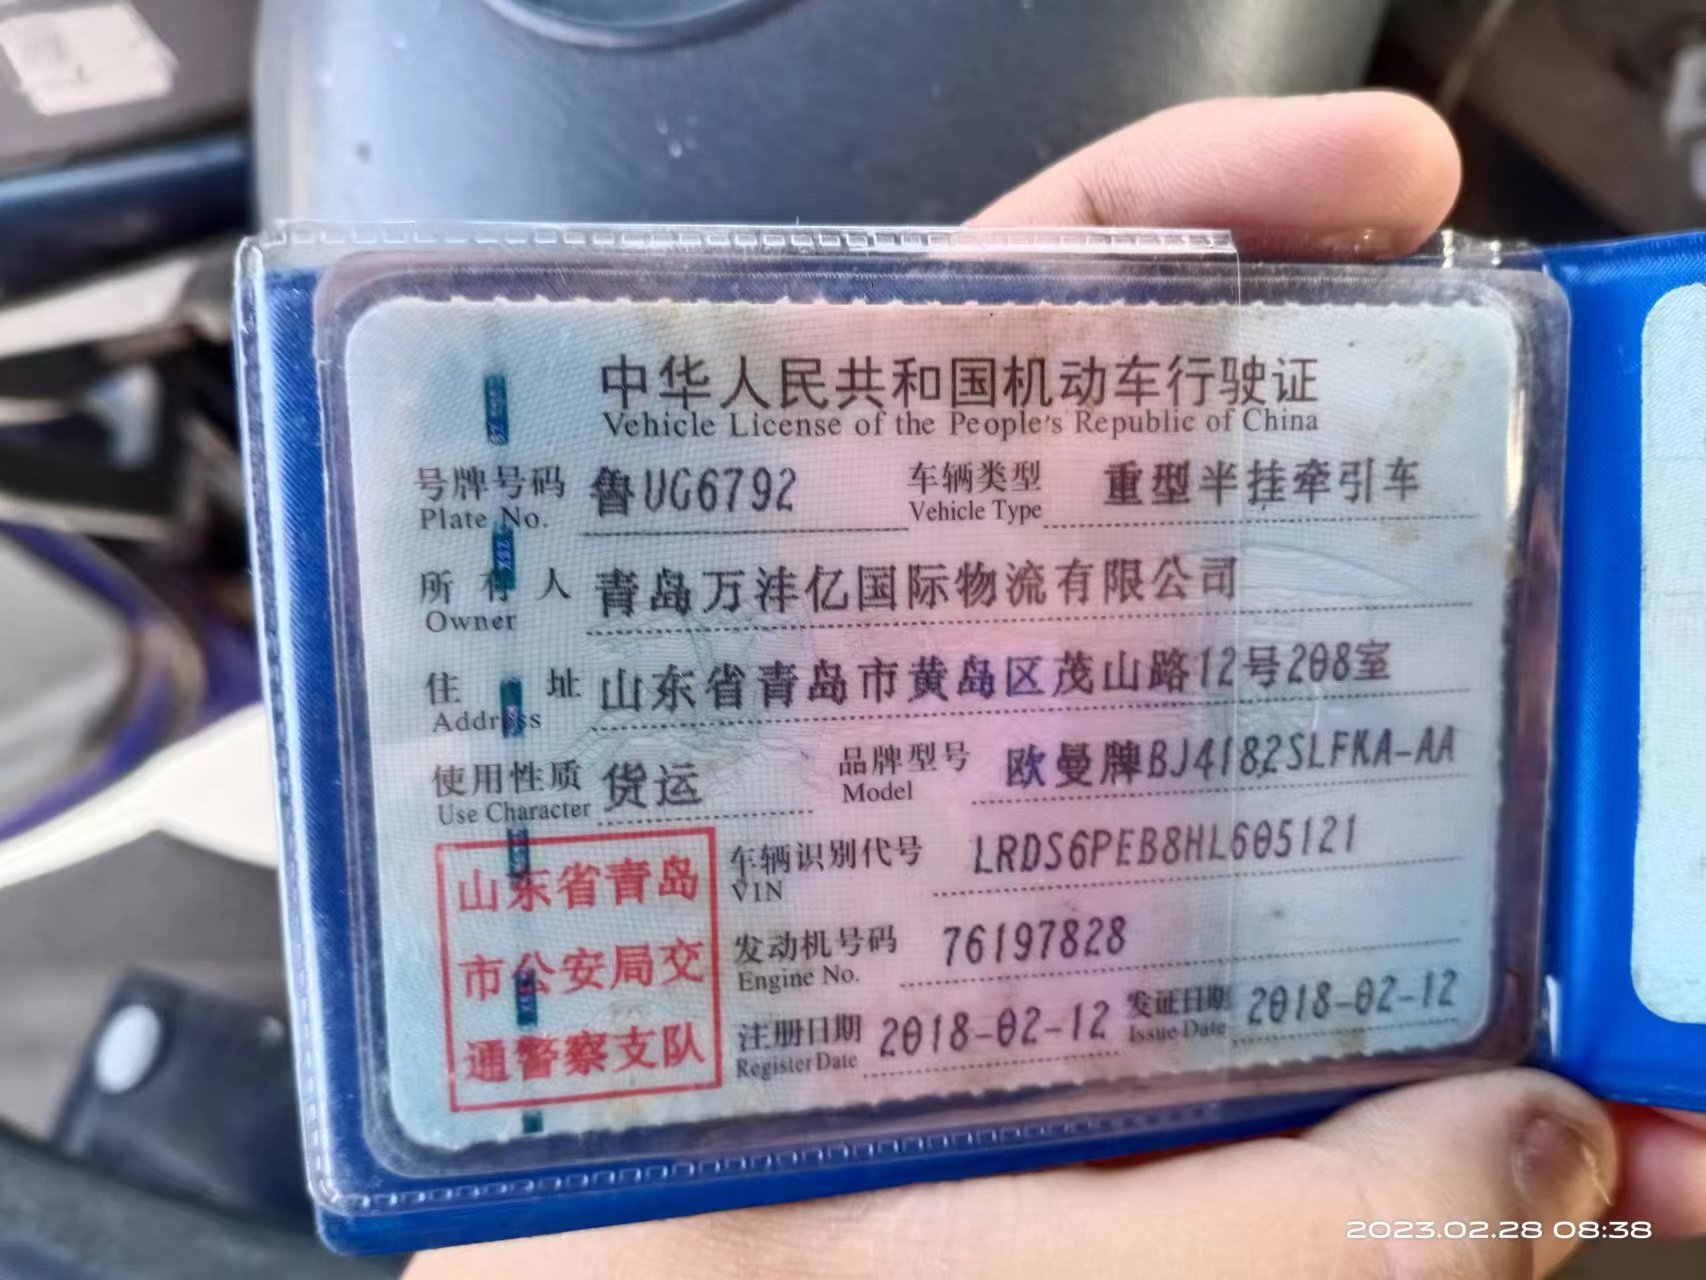 中华人民共和国机动车行驶证
Vehicle License of the People's Republic of China
号牌号码 鲁UG6792 车辆类型 重型半挂牵引车
Plate No. Vehicle Type
所有人 青岛万沣亿国际物流有限公司
Owner
住址 山东省青岛市黄岛区茂山路12号208室
Address
使用性质 货运 品牌型号 欧曼牌BJ4182SLFKA-AA
Use Character Model
车辆识别代号 LRDS6PEB8HL605121
VIN
发动机号码 76197828
Engine No.
注册日期 2018-02-12 发证日期 2018-02-12
Register Date Issue Date
山东省青岛
市公安局交
通警察支队
2023.02.28 08:38